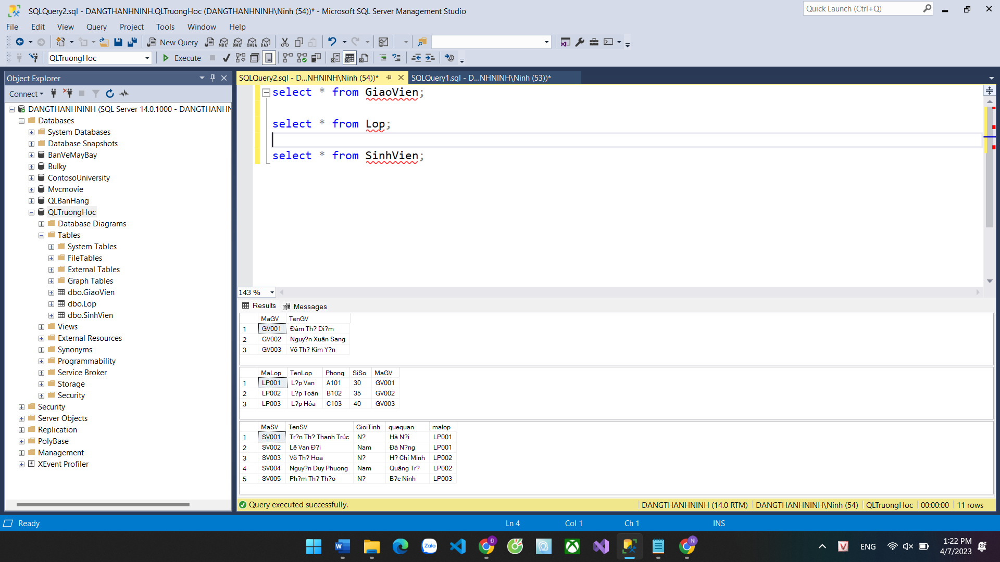 SQLQuery2.sql - DANGTHANHNINH.QLTruongHoc (DANGTHANHNINH\Ninh (54))* - Microsoft SQL Server Management Studio
Quick Launch (Ctrl+Q)
File Edit View Query Project Tools Window Help
New Query
MDX DMX XMLA DAX
QLTruongHoc
Execute
Object Explorer
Connect
DANGTHANHNINH (SQL Server 14.0.1000 - DANGTHANHN
Databases
System Databases
Database Snapshots
BanVeMayBay
Bulky
ContosoUniversity
Mvcmovie
QLBanHang
QLTruongHoc
Database Diagrams
Tables
System Tables
FileTables
External Tables
Graph Tables
dbo.GiaoVien
dbo.Lop
dbo.SinhVien
Views
External Resources
Synonyms
Programmability
Service Broker
Storage
Security
Security
Server Objects
Replication
PolyBase
Management
XEvent Profiler
SQLQuery2.sql - D...NHNINH\Ninh (54))*
SQLQuery1.sql - D...NHNINH\Ninh (53))*
select * from GiaoVien;
select * from Lop;
select * from SinhVien;
143 %
Results Messages
MaGV TenGV
1 GV001 Đàm Th? Di?m
2 GV002 Nguy?n Xuân Sang
3 GV003 Võ Th? Kim Y?n
MaLop TenLop Phong SiSo MaGV
1 LP001 L?p Van A101 30 GV001
2 LP002 L?p Toán B102 35 GV002
3 LP003 L?p Hóa C103 40 GV003
MaSV TenSV GioiTinh quequan malop
1 SV001 Tr?n Th? Thanh Trúc N? Hà N?i LP001
2 SV002 Lê Van Đ?i Nam Đà N?ng LP001
3 SV003 Võ Th? Hoa N? H? Chí Minh LP002
4 SV004 Nguy?n Duy Phuong Nam Quãng Tr? LP002
5 SV005 Ph?m Th? Th?o N? B?c Ninh LP003
Query executed successfully.
DANGTHANHNINH (14.0 RTM) DANGTHANHNINH\Ninh (54) QLTruongHoc 00:00:00 11 rows
Ready
Ln 4 Col 1 Ch 1 INS
Zalo
Đ
N
V
ENG
1:22 PM
4/7/2023